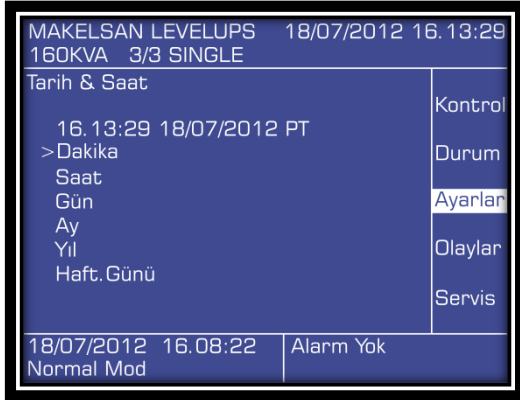 MAKELSAN LEVELUPS 18/07/2012 16.13:29
160KVA 3/3 SINGLE
Tarih & Saat
16.13:29 18/07/2012 PT
>Dakika
Saat
Gün
Ay
Yıl
Haft.Günü
Kontrol
Durum
Ayarlar
Olaylar
Servis
18/07/2012 16.08:22
Normal Mod
Alarm Yok